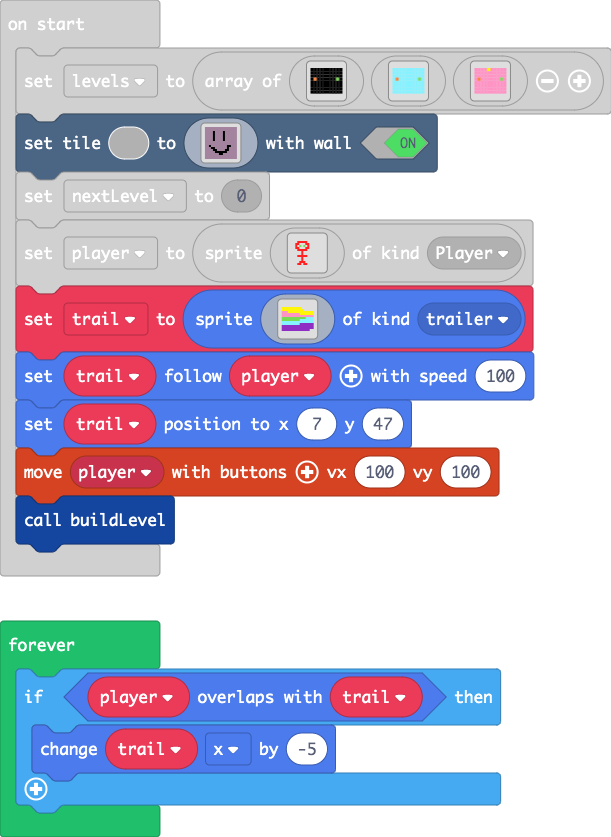 on start
set levels to array of
set tile to with wall ON
set nextLevel to 0
set player to sprite of kind Player
set trail to sprite of kind trailer
set trail follow player with speed 100
set trail position to x 7 y 47
move player with buttons vx 100 vy 100
call buildLevel
forever
if player overlaps with trail then
change trail x by -5